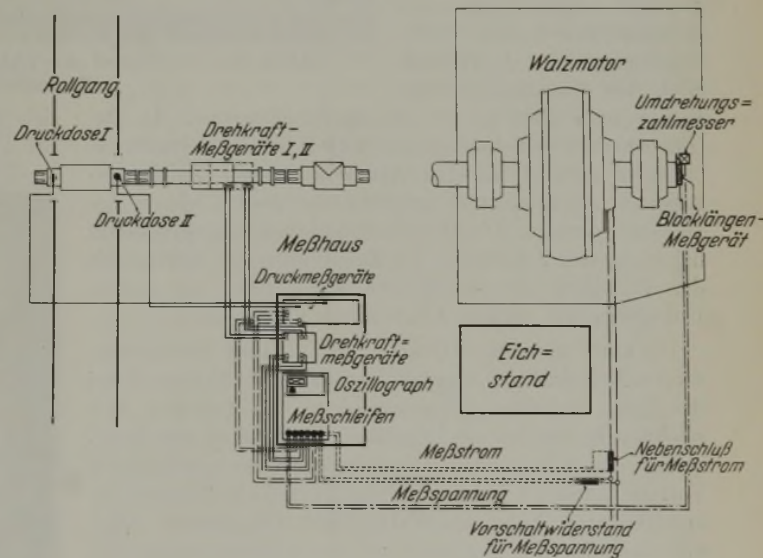 Rollgang
Druckdose I
Drehkraft-
Meßgeräte I, II
Druckdose II
Walzmotor
Umdrehungs=
zahlmesser
Blocklängen-
Meßgerät
Meßhaus
Druckmeßgeräte
Drehkraft=
meßgeräte
Oszillograph
Meßschleifen
Eich=
stand
Meßstrom
Nebenschluß
für Meßstrom
Meßspannung
Vorschaltwiderstand
für Meßspannung